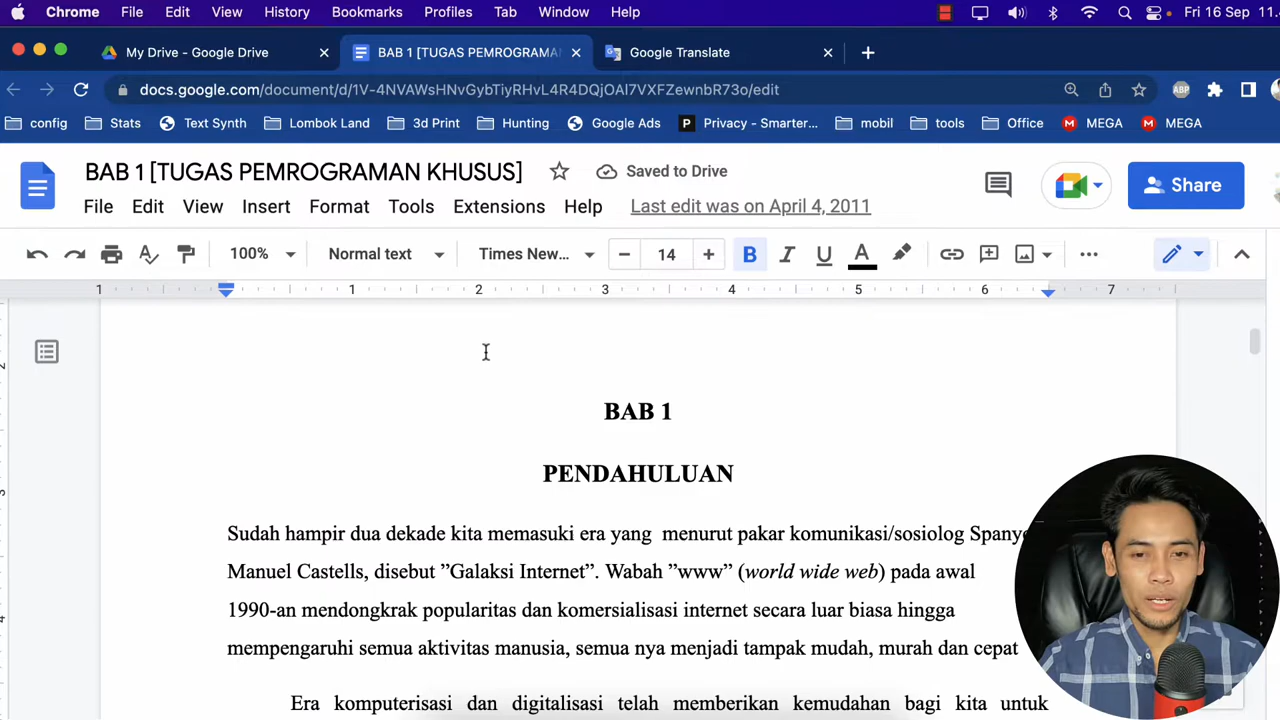 Chrome File Edit View History Bookmarks Profiles Tab Window Help Fri 16 Sep 11.
My Drive - Google Drive BAB 1 [TUGAS PEMROGRAMA Google Translate
docs.google.com/document/d/1V-4NVAWsHNvGybTiyRHvL4R4DQjOAl7VXFZewnbR73o/edit
config Stats Text Synth Lombok Land 3d Print Hunting Google Ads Privacy - Smarter... mobil tools Office MEGA MEGA
BAB 1 [TUGAS PEMROGRAMAN KHUSUS] Saved to Drive
Share
File Edit View Insert Format Tools Extensions Help Last edit was on April 4, 2011
100% Normal text Times New... 14 B I U A
1 1 2 3 4 5 6 7
BAB 1
PENDAHULUAN
Sudah hampir dua dekade kita memasuki era yang menurut pakar komunikasi/sosiolog
Manuel Castells, disebut ”Galaksi Internet”. Wabah ”www” (world wide web) pada awal
1990-an mendongkrak popularitas dan komersialisasi internet secara luar biasa hingga
mempengaruhi semua aktivitas manusia, semua nya menjadi tampak mudah, murah dan cepat
Era komputerisasi dan digitalisasi telah memberikan kemudahan bagi kita untuk